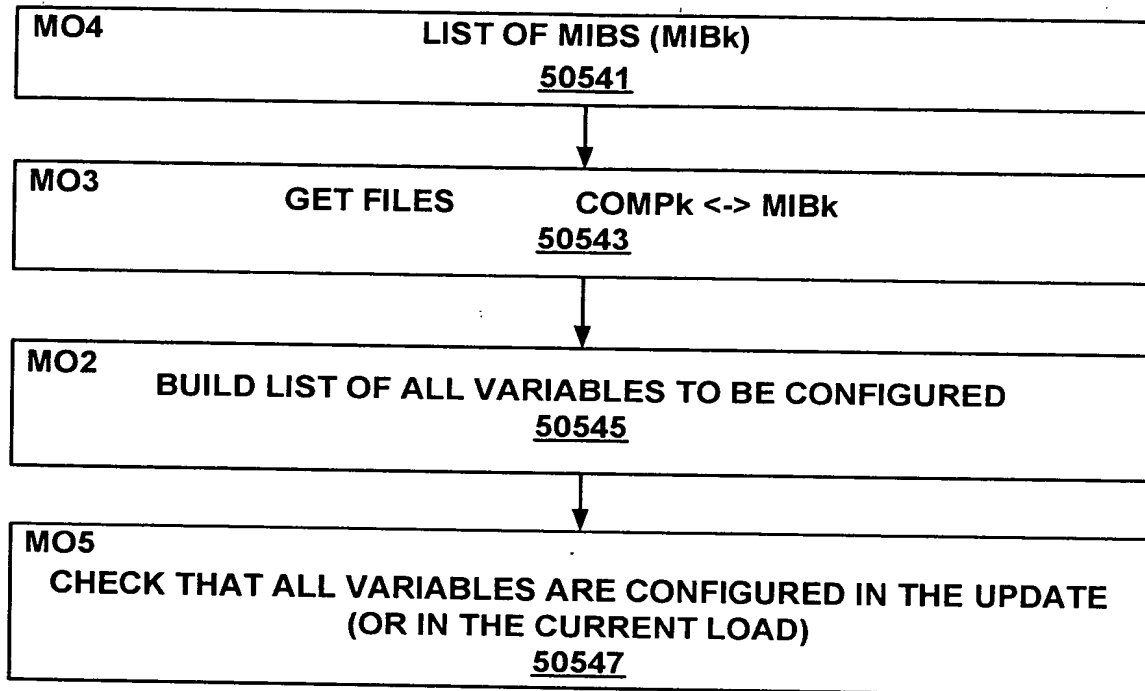 MO4
LIST OF MIBS (MIBk)
50541
MO3
GET FILES COMPk <-> MIBk
50543
MO2
BUILD LIST OF ALL VARIABLES TO BE CONFIGURED
50545
MO5
CHECK THAT ALL VARIABLES ARE CONFIGURED IN THE UPDATE
(OR IN THE CURRENT LOAD)
50547